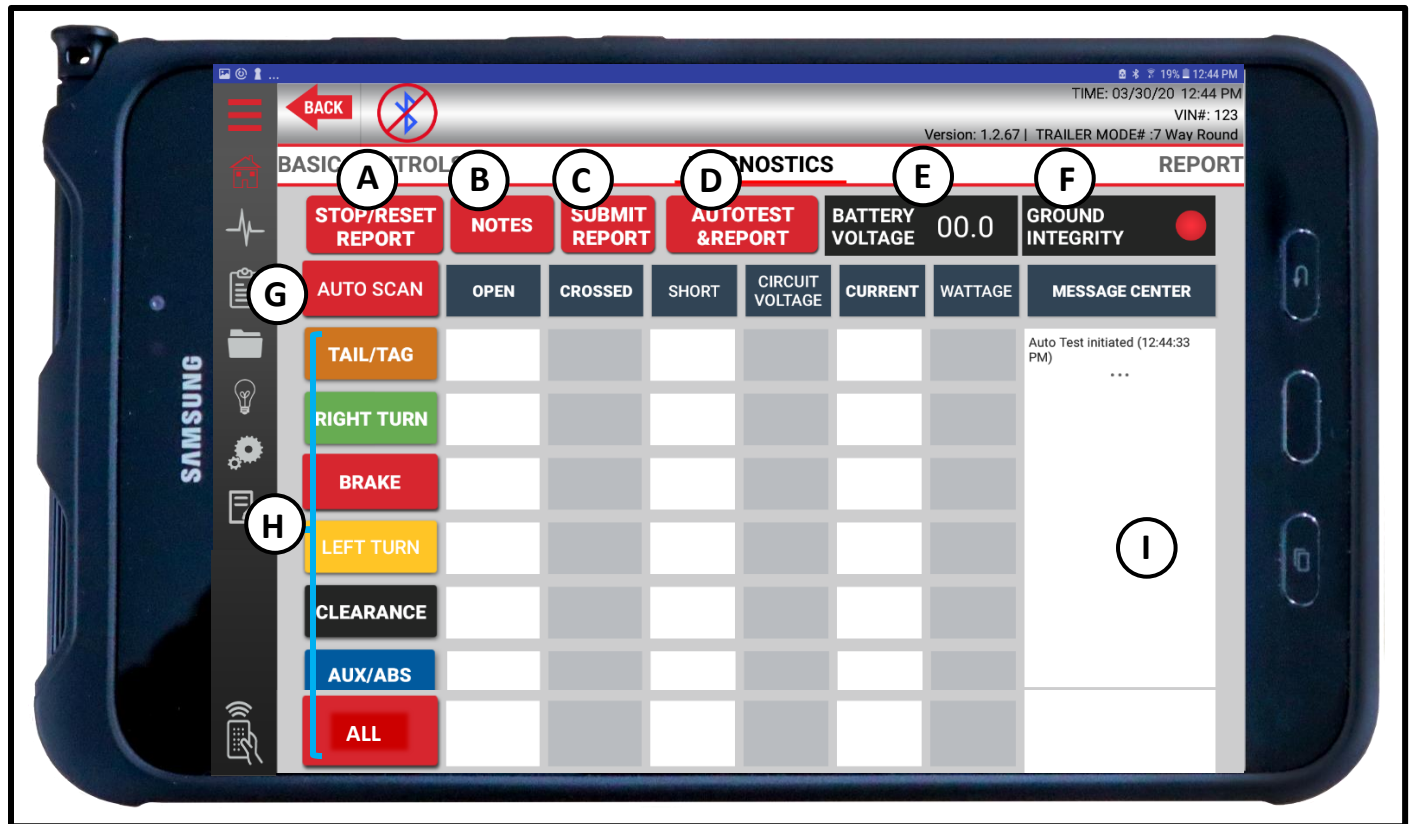 ... 19% 12:44 PM
BACK
TIME: 03/30/20 12:44 PM
VIN#: 123
Version: 1.2.67 | TRAILER MODE# :7 Way Round
BASIC NTROL DIAGNOSTICS REPORT
A B C D E F
STOP/RESET
REPORT
NOTES
SUBMIT
REPORT
AUTOTEST
&REPORT
BATTERY
VOLTAGE
00.0
GROUND
INTEGRITY
G
AUTO SCAN
OPEN
CROSSED
SHORT
CIRCUIT
VOLTAGE
CURRENT
WATTAGE
MESSAGE CENTER
TAIL/TAG
RIGHT TURN
BRAKE
LEFT TURN
CLEARANCE
AUX/ABS
ALL
H
Auto Test initiated (12:44:33
PM)
...
I
SAMSUNG